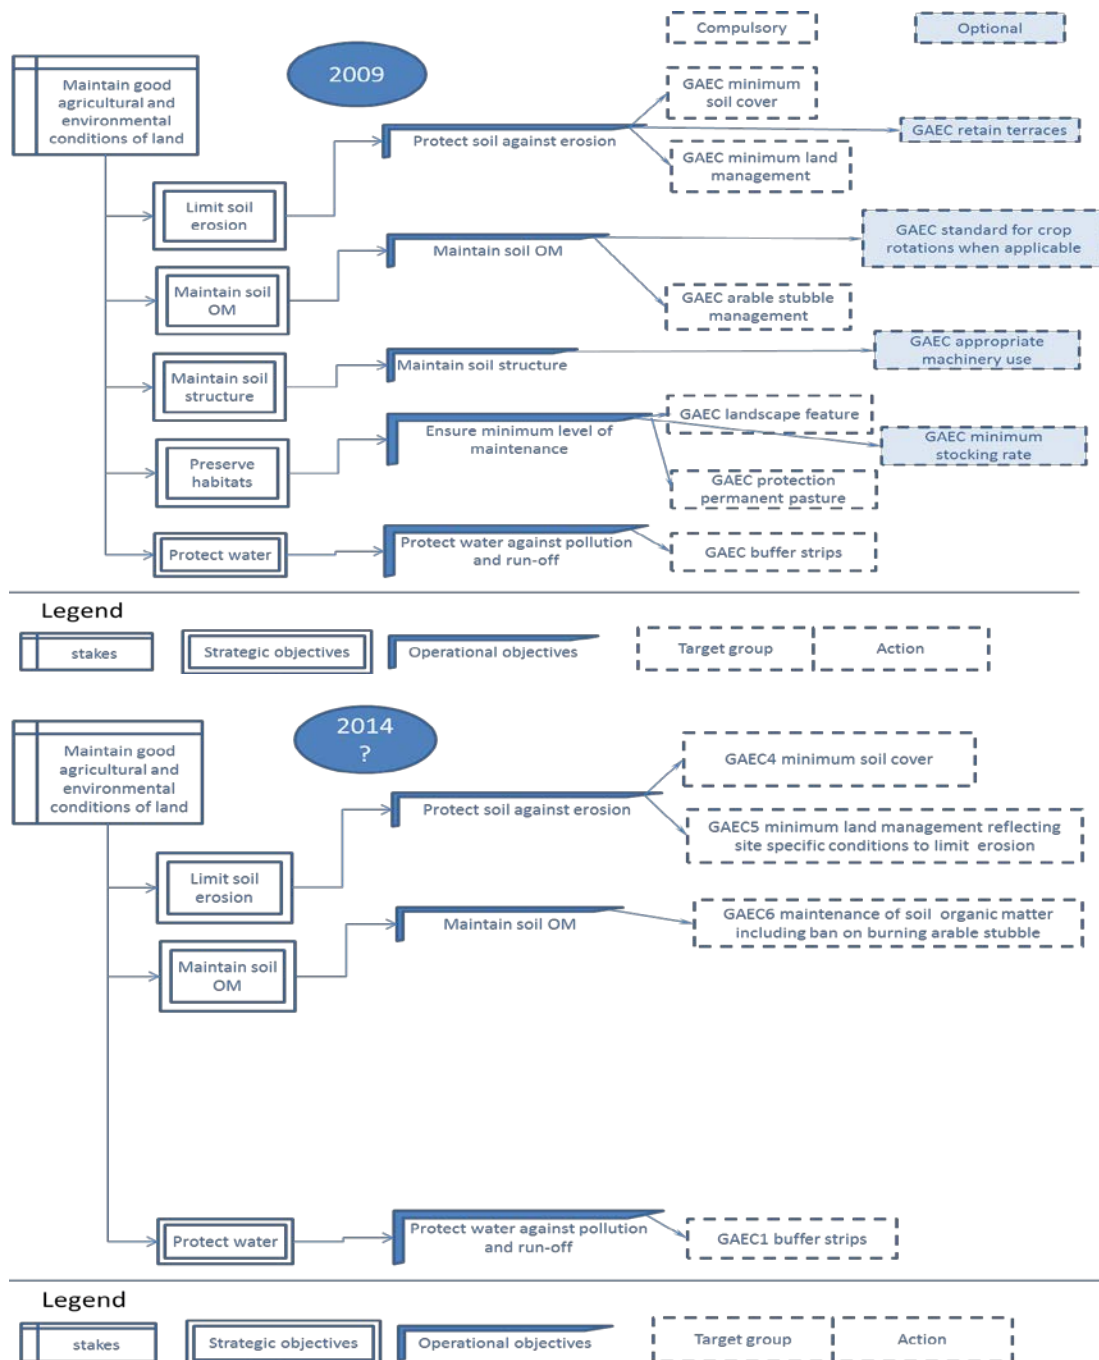 Compulsory
Optional
2009
Maintain good
agricultural and
environmental
conditions of land
GAEC minimum
soil cover
Protect soil against erosion
GAEC retain terraces
GAEC minimum land
management
Limit soil
erosion
GAEC standard for crop
rotations when applicable
Maintain soil OM
Maintain soil
OM
GAEC arable stubble
management
GAEC appropriate
machinery use
Maintain soil structure
Maintain soil
structure
GAEC landscape feature
Ensure minimum level of
maintenance
GAEC minimum
stocking rate
Preserve
habitats
GAEC protection
permanent pasture
Protect water
Protect water against pollution
and run-off
GAEC buffer strips
Legend
stakes
Strategic objectives
Operational objectives
Target group
Action
2014
?
Maintain good
agricultural and
environmental
conditions of land
GAEC4 minimum soil cover
Protect soil against erosion
GAEC5 minimum land management reflecting
site specific conditions to limit erosion
Limit soil
erosion
Maintain soil OM
GAEC6 maintenance of soil organic matter
including ban on burning arable stubble
Maintain soil
OM
Protect water
Protect water against pollution
and run-off
GAEC1 buffer strips
Legend
stakes
Strategic objectives
Operational objectives
Target group
Action